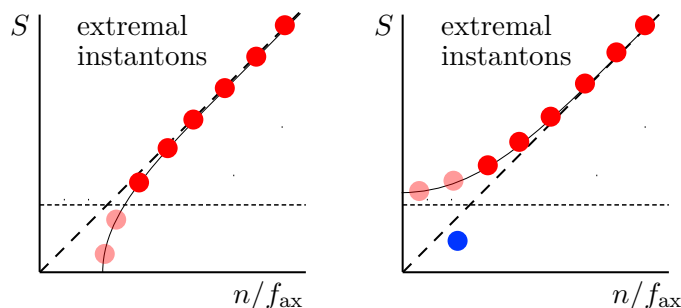 S
extremal
instantons
n/f_ax
S
extremal
instantons
n/f_ax